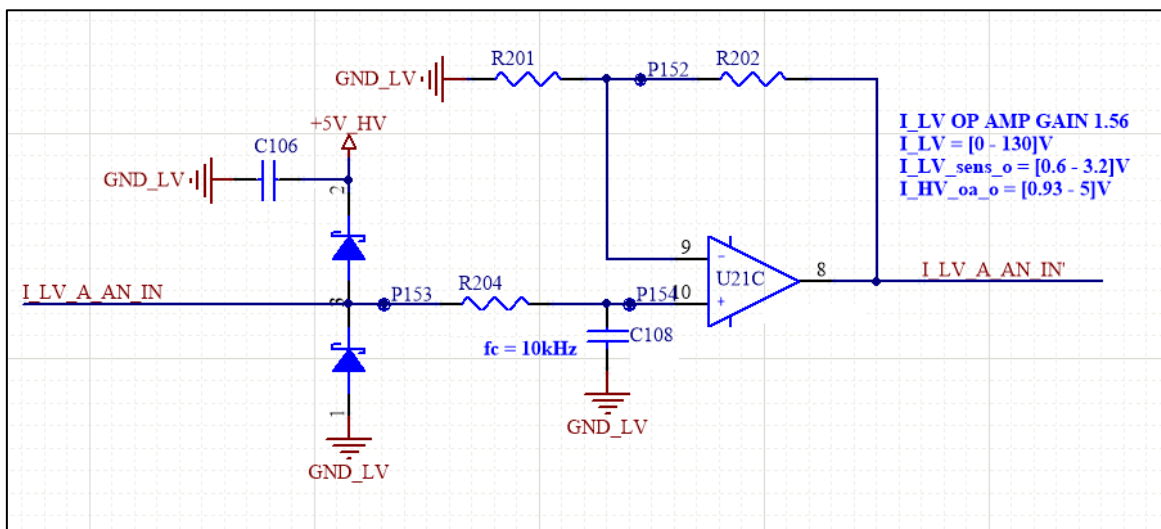 R201
P152
R202
GND_LV
+5V_HV
C106
GND_LV
2
I_LV OP AMP GAIN 1.56
I_LV = [0 - 130]V
I_LV_sens_o = [0.6 - 3.2]V
I_HV_oa_o = [0.93 - 5]V
9
U21C
8
I_LV_A_AN_IN'
I_LV_A_AN_IN
3
P153
R204
P154
10
C108
fc = 10kHz
GND_LV
1
GND_LV